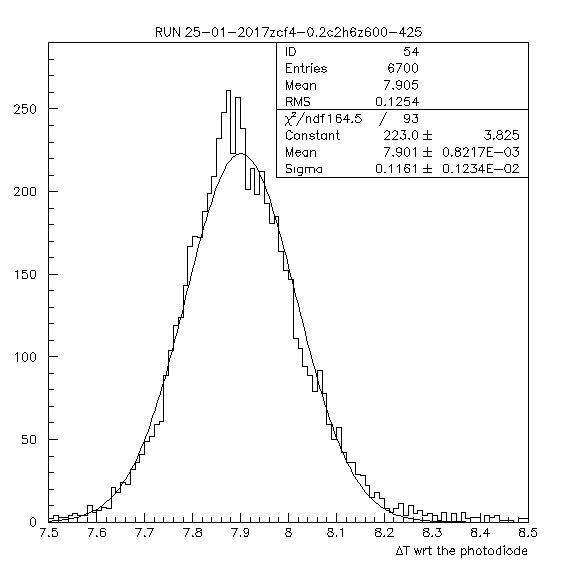 RUN 25-01-2017zcf4-0.2c2h6z600-425
ID 54
Entries 6700
Mean 7.905
RMS 0.1254
χ²/ndf 164.5 / 93
Constant 223.0 ± 3.825
Mean 7.901 ± 0.8217E-03
Sigma 0.1161 ± 0.1234E-02
250
200
150
100
50
0
7.5 7.6 7.7 7.8 7.9 8 8.1 8.2 8.3 8.4 8.5
ΔT wrt the photodiode